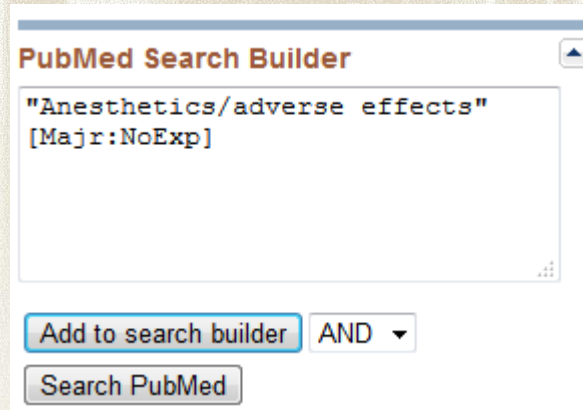 PubMed Search Builder
"Anesthetics/adverse effects"
[Majr:NoExp]
Add to search builder AND
Search PubMed